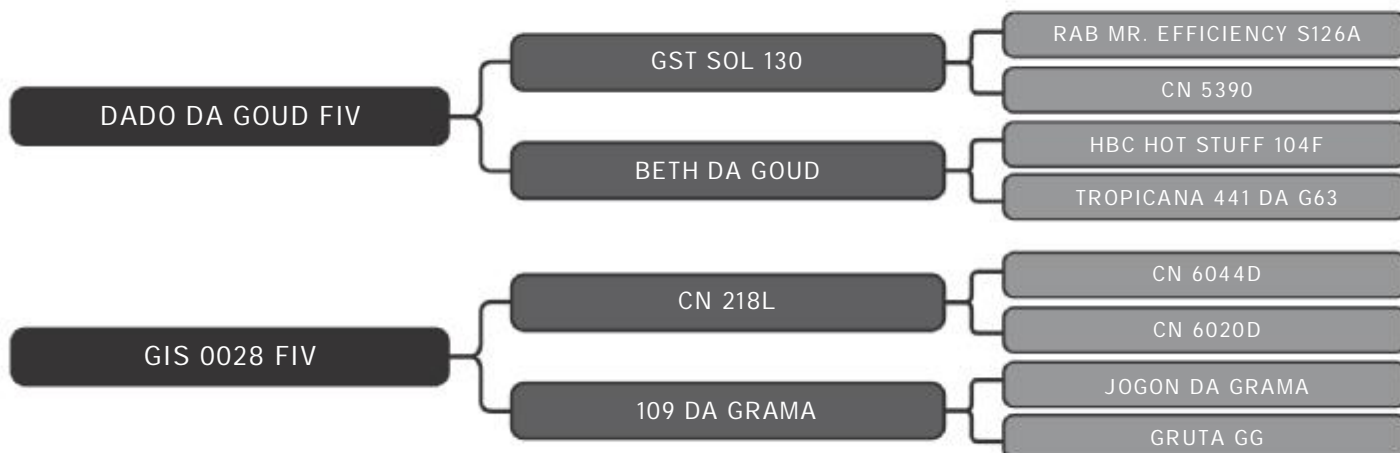 DADO DA GOUD FIV
GST SOL 130
RAB MR. EFFICIENCY S126A
CN 5390
BETH DA GOUD
HBC HOT STUFF 104F
TROPICANA 441 DA G63
GIS 0028 FIV
CN 218L
CN 6044D
CN 6020D
109 DA GRAMA
JOGON DA GRAMA
GRUTA GG